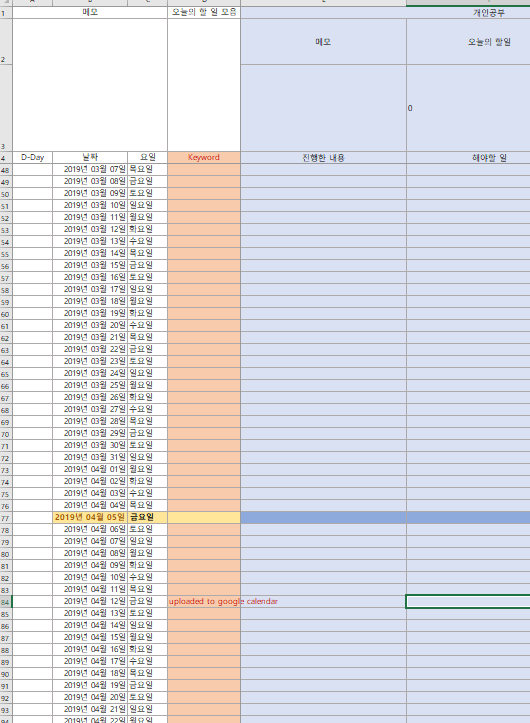 1 메모 오늘의 할 일 모음 개인공부
2 메모 오늘의 할일
3 0
4 D-Day 날짜 요일 Keyword 진행한 내용 해야할 일
48 2019년 03월 07일 목요일
49 2019년 03월 08일 금요일
50 2019년 03월 09일 토요일
51 2019년 03월 10일 일요일
52 2019년 03월 11일 월요일
53 2019년 03월 12일 화요일
54 2019년 03월 13일 수요일
55 2019년 03월 14일 목요일
56 2019년 03월 15일 금요일
57 2019년 03월 16일 토요일
58 2019년 03월 17일 일요일
59 2019년 03월 18일 월요일
60 2019년 03월 19일 화요일
61 2019년 03월 20일 수요일
62 2019년 03월 21일 목요일
63 2019년 03월 22일 금요일
64 2019년 03월 23일 토요일
65 2019년 03월 24일 일요일
66 2019년 03월 25일 월요일
67 2019년 03월 26일 화요일
68 2019년 03월 27일 수요일
69 2019년 03월 28일 목요일
70 2019년 03월 29일 금요일
71 2019년 03월 30일 토요일
72 2019년 03월 31일 일요일
73 2019년 04월 01일 월요일
74 2019년 04월 02일 화요일
75 2019년 04월 03일 수요일
76 2019년 04월 04일 목요일
77 2019년 04월 05일 금요일
78 2019년 04월 06일 토요일
79 2019년 04월 07일 일요일
80 2019년 04월 08일 월요일
81 2019년 04월 09일 화요일
82 2019년 04월 10일 수요일
83 2019년 04월 11일 목요일
84 2019년 04월 12일 금요일 uploaded to google calendar
85 2019년 04월 13일 토요일
86 2019년 04월 14일 일요일
87 2019년 04월 15일 월요일
88 2019년 04월 16일 화요일
89 2019년 04월 17일 수요일
90 2019년 04월 18일 목요일
91 2019년 04월 19일 금요일
92 2019년 04월 20일 토요일
93 2019년 04월 21일 일요일
94 2019년 04월 22일 월요일